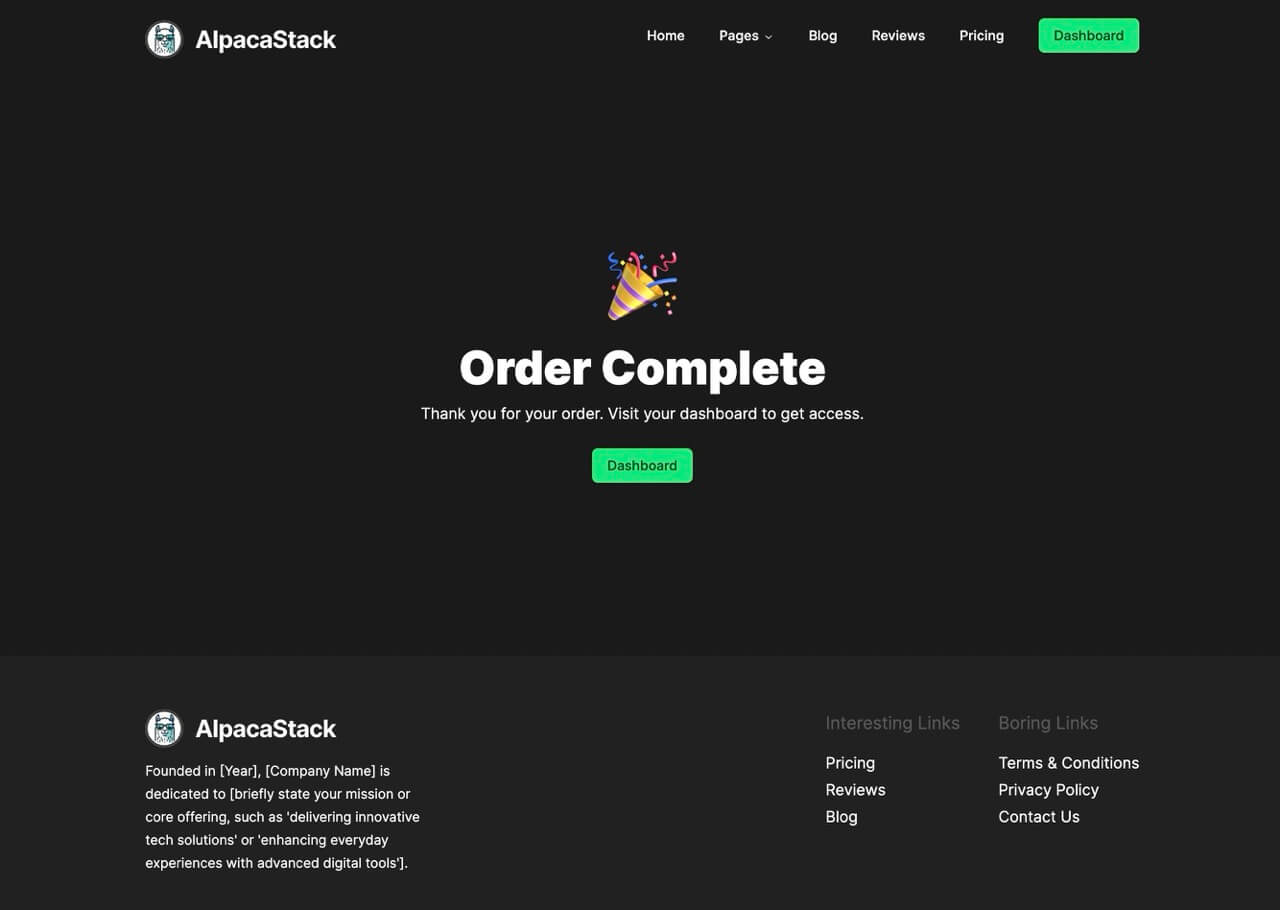 AlpacaStack
Home Pages Blog Reviews Pricing Dashboard
Order Complete
Thank you for your order. Visit your dashboard to get access.
Dashboard
AlpacaStack
Founded in [Year], [Company Name] is
dedicated to [briefly state your mission or
core offering, such as 'delivering innovative
tech solutions' or 'enhancing everyday
experiences with advanced digital tools'].
Interesting Links
Pricing
Reviews
Blog
Boring Links
Terms & Conditions
Privacy Policy
Contact Us